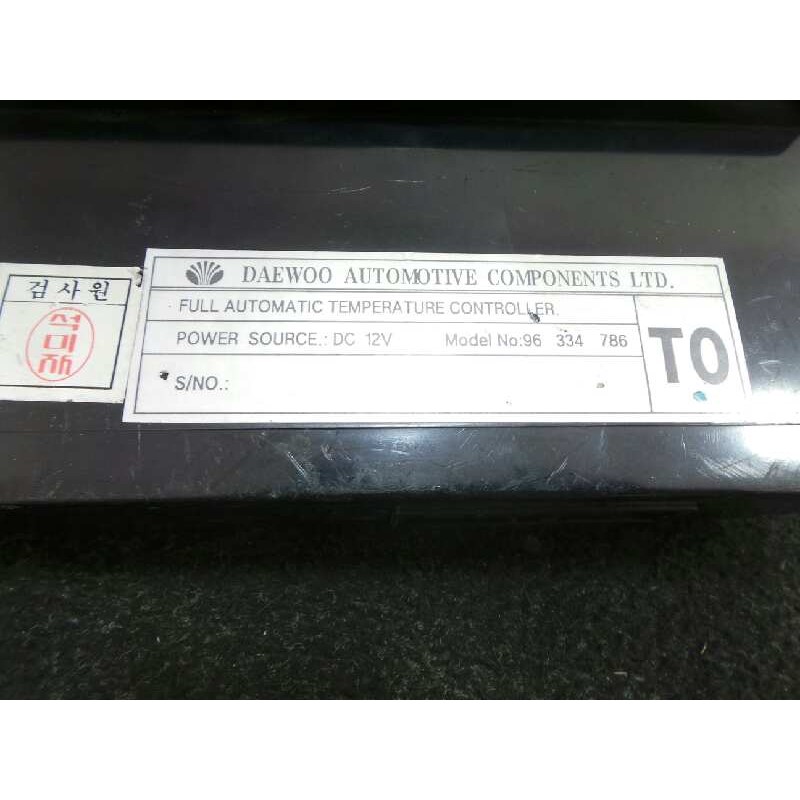 검사원
석미자
DAEWOO AUTOMOTIVE COMPONENTS LTD.
FULL AUTOMATIC TEMPERATURE CONTROLLER.
POWER SOURCE.: DC 12V Model No:96 334 786
S/NO.:
TO